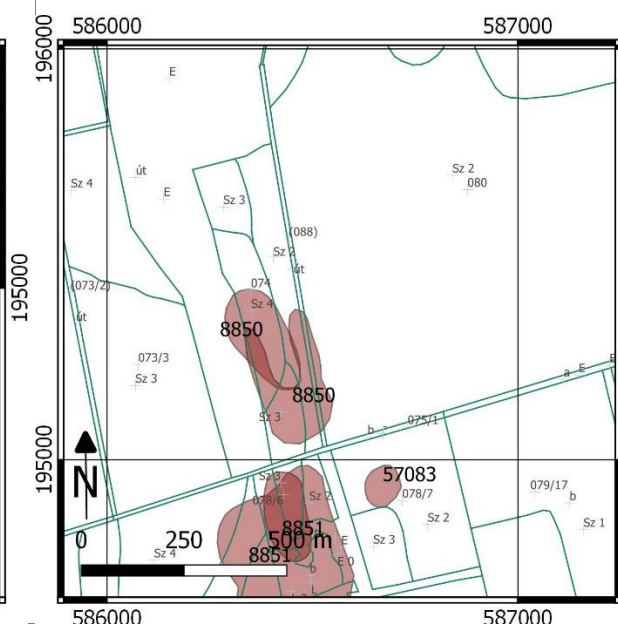 586000 587000
196000
E
út
E
Sz 4
Sz 3
Sz 2
080
(088)
Sz 2
út
195000
(073/2)
út
074
Sz 4
8850
073/3
Sz 3
8850
Sz 3
a E
b
075/1
195000
N
Sz 3
57083
078/6
Sz 2
078/7
079/17
b
Sz 2
Sz 1
0 250 500 m
8851
Sz 3
E
8851
Sz 4
E 0
b
586000 587000